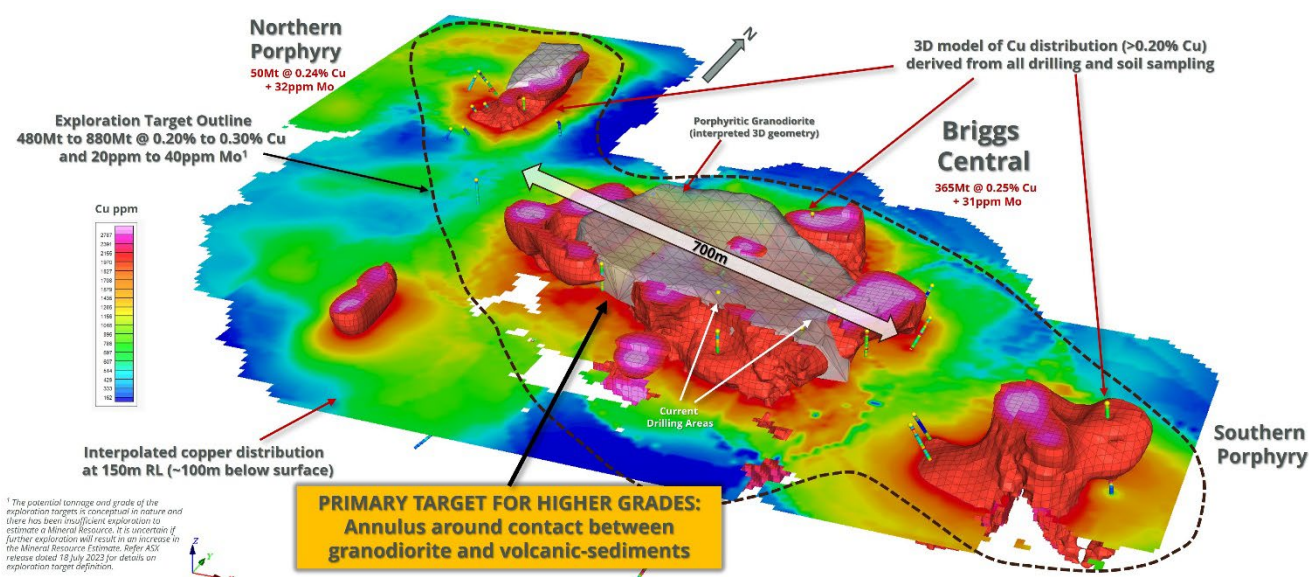 Northern
Porphyry
50Mt @ 0.24% Cu
+ 32ppm Mo
N
3D model of Cu distribution (>0.20% Cu)
derived from all drilling and soil sampling
Exploration Target Outline
480Mt to 880Mt @ 0.20% to 0.30% Cu
and 20ppm to 40ppm Mo¹
Porphyritic Granodiorite
(interpreted 3D geometry)
Briggs
Central
365Mt @ 0.25% Cu
+ 31ppm Mo
Cu ppm
700m
Current
Drilling Areas
Interpolated copper distribution
at 150m RL (~100m below surface)
Southern
Porphyry
PRIMARY TARGET FOR HIGHER GRADES:
Annulus around contact between
granodiorite and volcanic-sediments
¹ The potential tonnage and grade of the
exploration targets is conceptual in nature and
there has been insufficient exploration to
estimate a Mineral Resource. It is uncertain if
further exploration will result in an increase in
the Mineral Resource Estimate. Refer ASX
release dated 18 July 2023 for details on
exploration target definition.
Z
Y